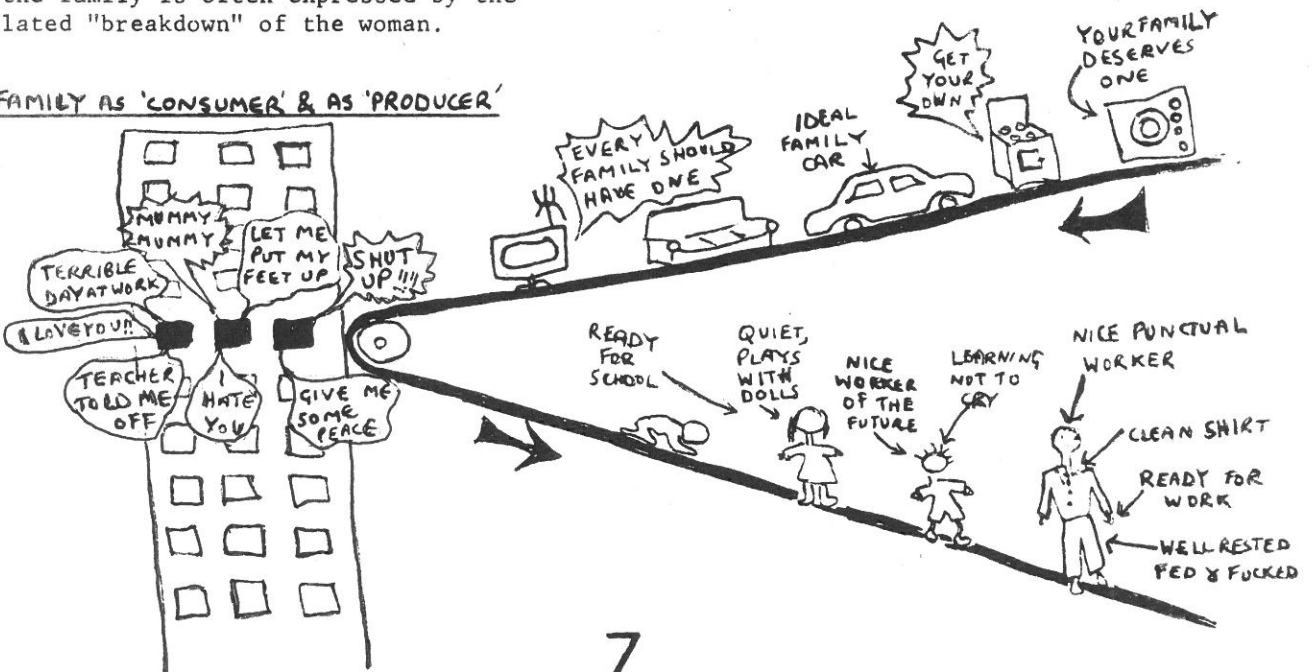 the family is often expressed by the
lated "breakdown" of the woman.
FAMILY AS 'CONSUMER' & AS 'PRODUCER'
MUMMY
MUMMY
LET ME
PUT MY
FEET UP
SHUT
UP !!!!
TERRIBLE
DAY AT WORK
I LOVE YOU!!
TEACHER
TOLD ME
OFF
I
HATE
YOU
GIVE ME
SOME
PEACE
EVERY
FAMILY SHOULD
HAVE ONE
IDEAL
FAMILY
CAR
GET
YOUR
OWN
YOUR FAMILY
DESERVES
ONE
READY
FOR
SCHOOL
QUIET,
PLAYS
WITH
DOLLS
NICE
WORKER
OF THE
FUTURE
LEARNING
NOT TO
CRY
NICE PUNCTUAL
WORKER
CLEAN SHIRT
READY FOR
WORK
WELL RESTED
FED & FUCKED
7